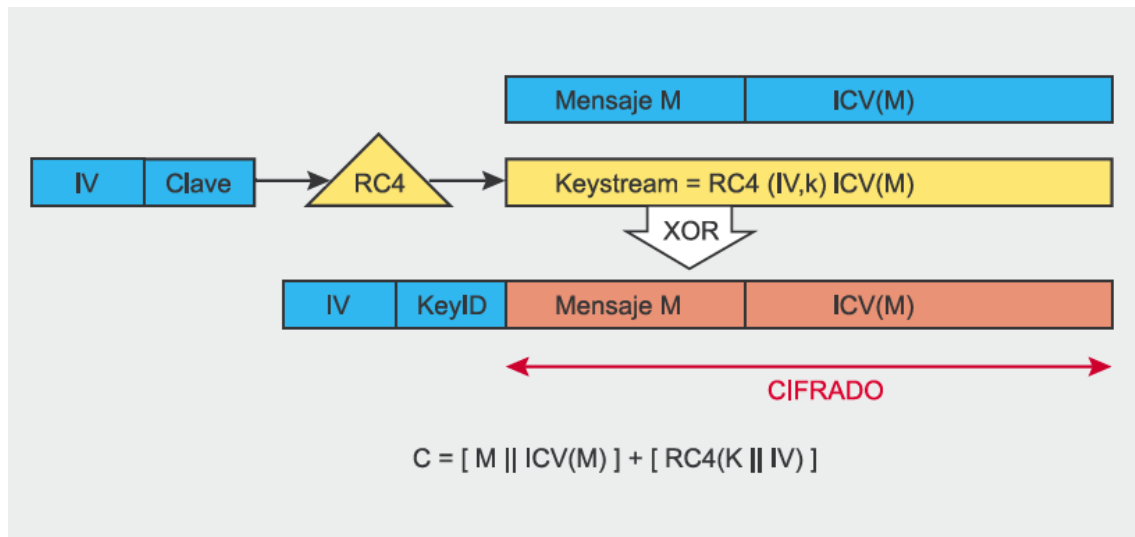 Mensaje M ICV(M)
IV Clave RC4 Keystream = RC4 (IV,k) ICV(M)
XOR
IV KeyID Mensaje M ICV(M)
CIFRADO
C = [ M || ICV(M) ] + [ RC4(K || IV) ]